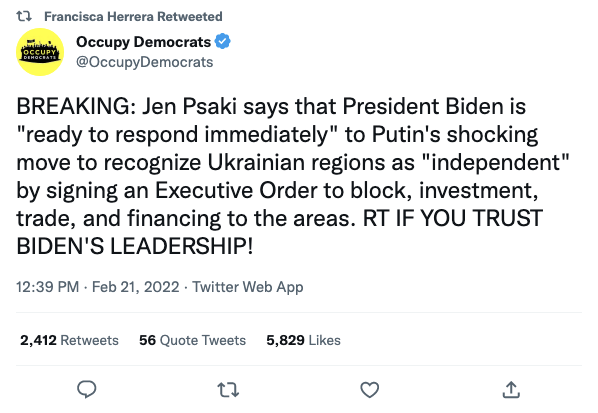 Francisca Herrera Retweeted
OCCUPY
DEMOCRATS
Occupy Democrats
@OccupyDemocrats
BREAKING: Jen Psaki says that President Biden is
"ready to respond immediately" to Putin's shocking
move to recognize Ukrainian regions as "independent"
by signing an Executive Order to block, investment,
trade, and financing to the areas. RT IF YOU TRUST
BIDEN'S LEADERSHIP!
12:39 PM · Feb 21, 2022 · Twitter Web App
2,412 Retweets 56 Quote Tweets 5,829 Likes